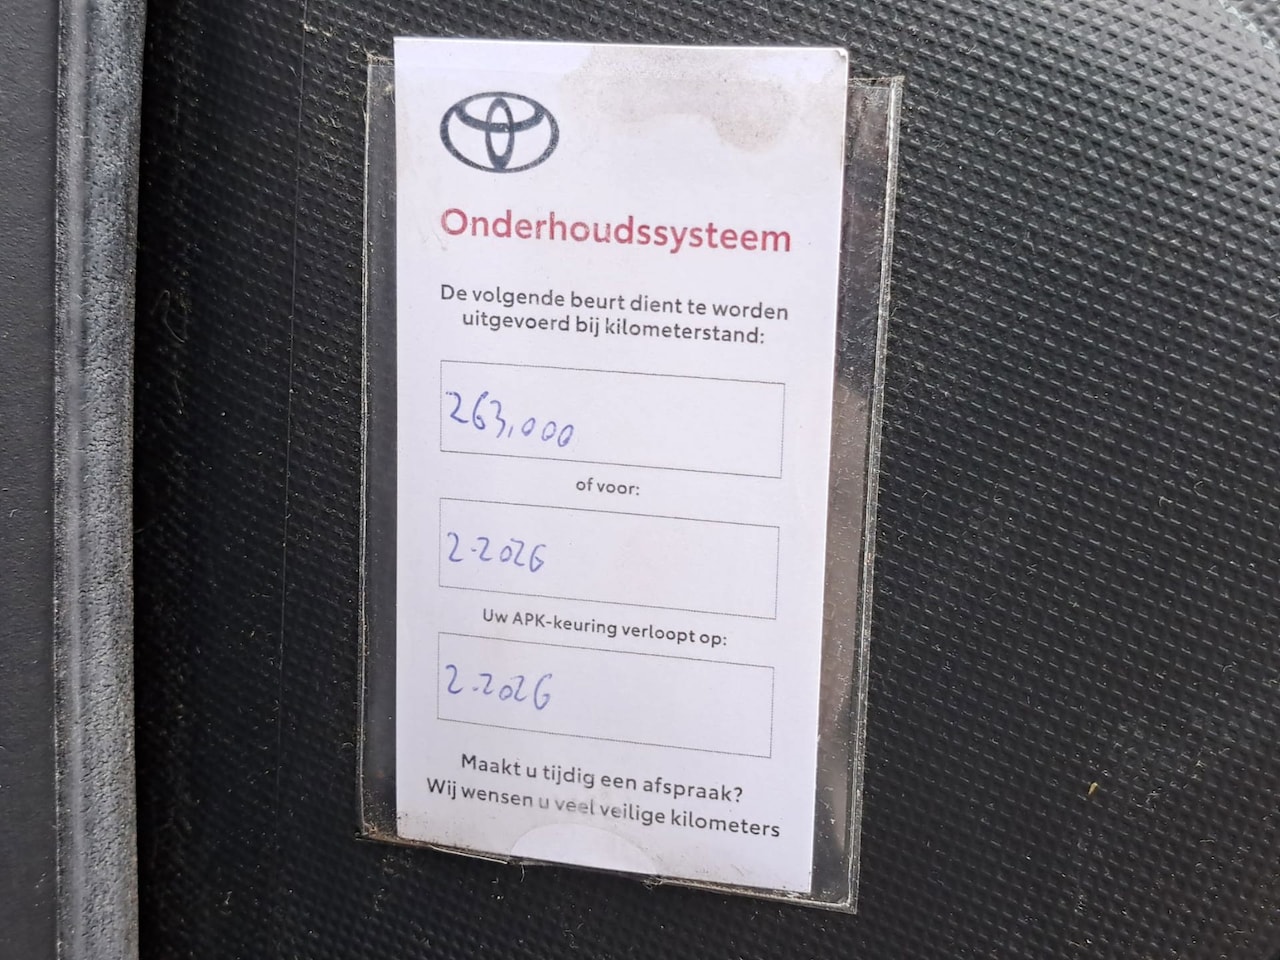 Onderhoudssysteem
De volgende beurt dient te worden
uitgevoerd bij kilometerstand:
263,000
of voor:
2-2026
Uw APK-keuring verloopt op:
2-2026
Maakt u tijdig een afspraak?
Wij wensen u veel veilige kilometers